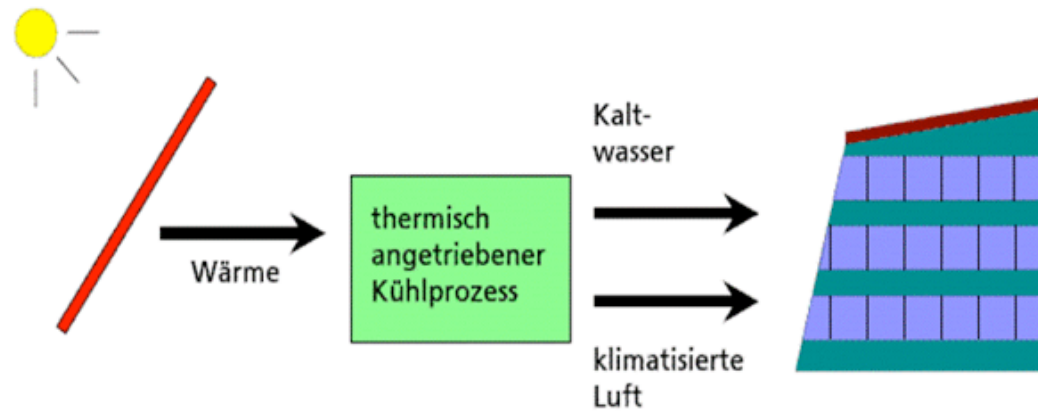 Wärme
thermisch
angetriebener
Kühlprozess
Kalt-
wasser
klimatisierte
Luft